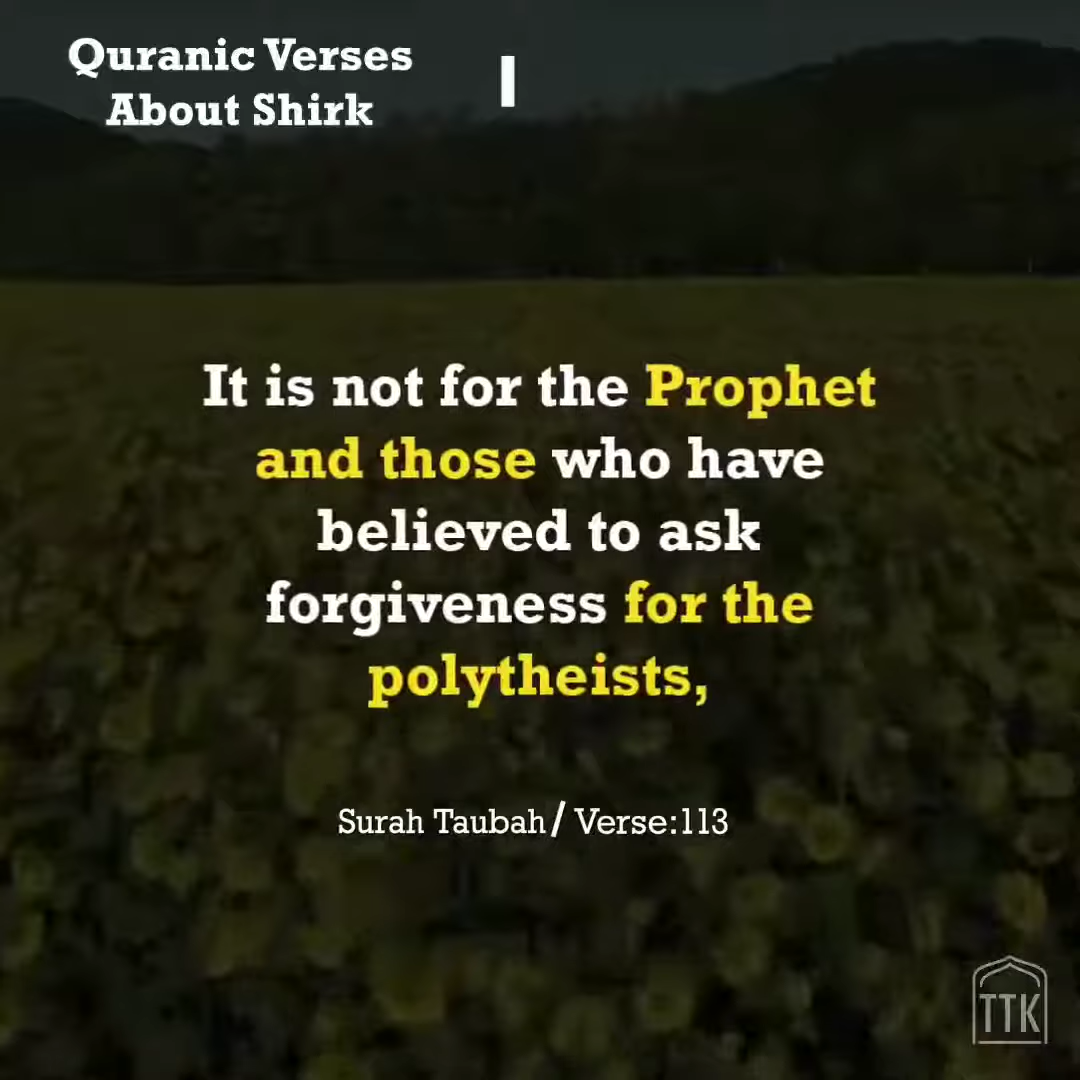 Quranic Verses
About Shirk
It is not for the Prophet
and those who have
believed to ask
forgiveness for the
polytheists,
Surah Taubah/ Verse:113
TTK